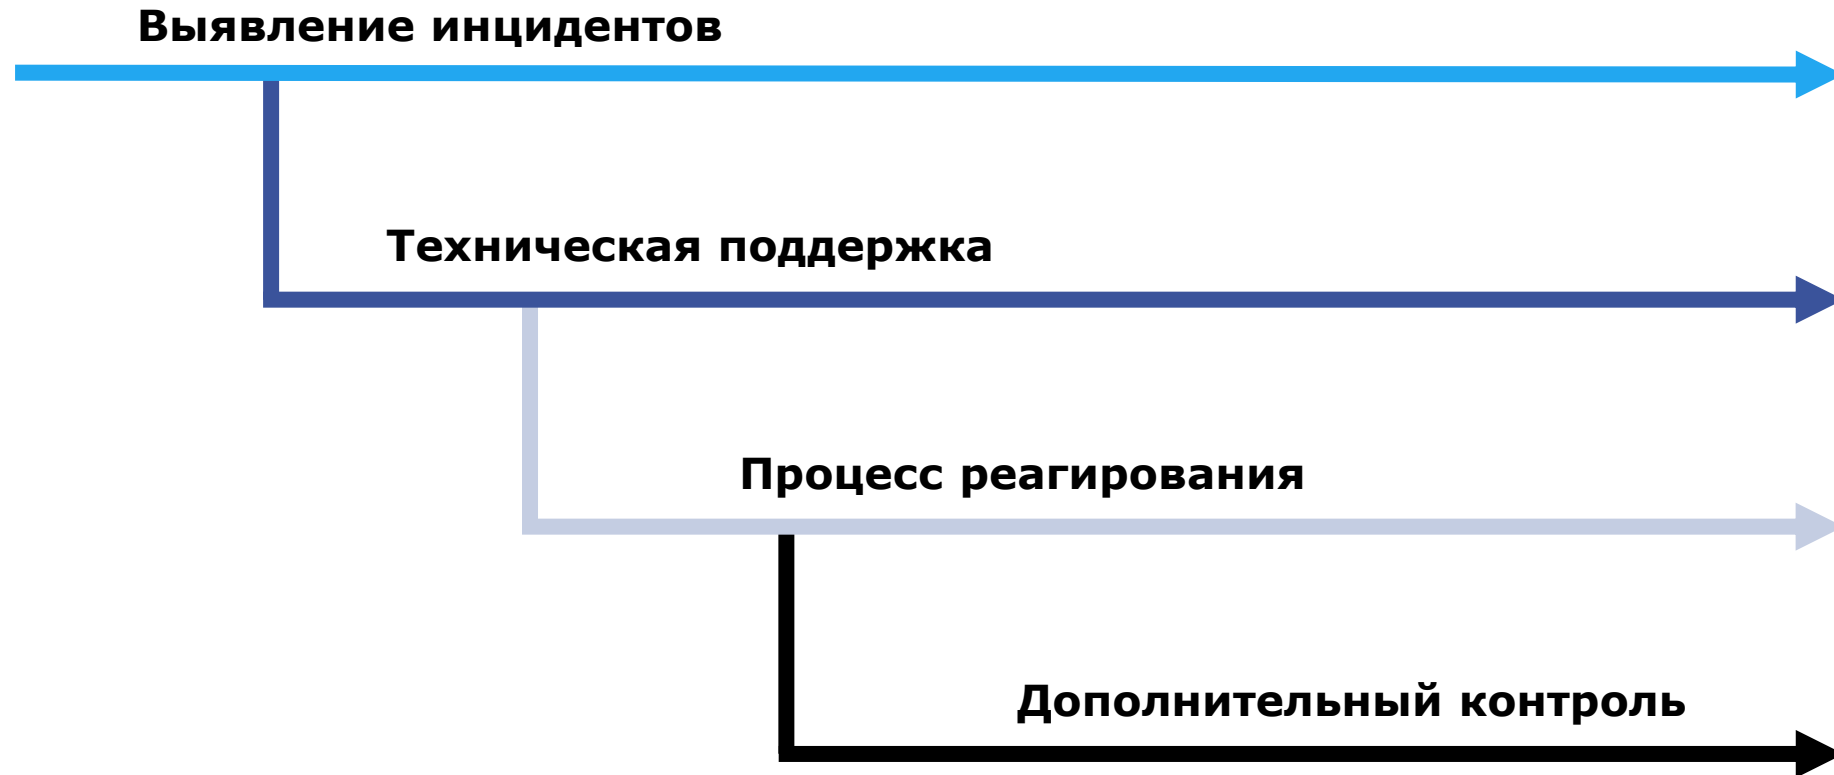 Выявление инцидентов
Техническая поддержка
Процесс реагирования
Дополнительный контроль